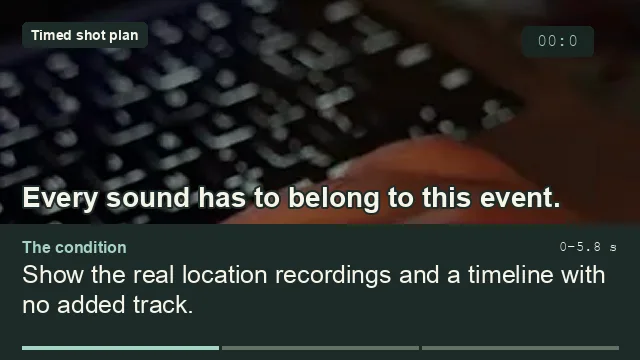 Timed shot plan
00:0
Every sound has to belong to this event.
The condition
0–5.8 s
Show the real location recordings and a timeline with
no added track.